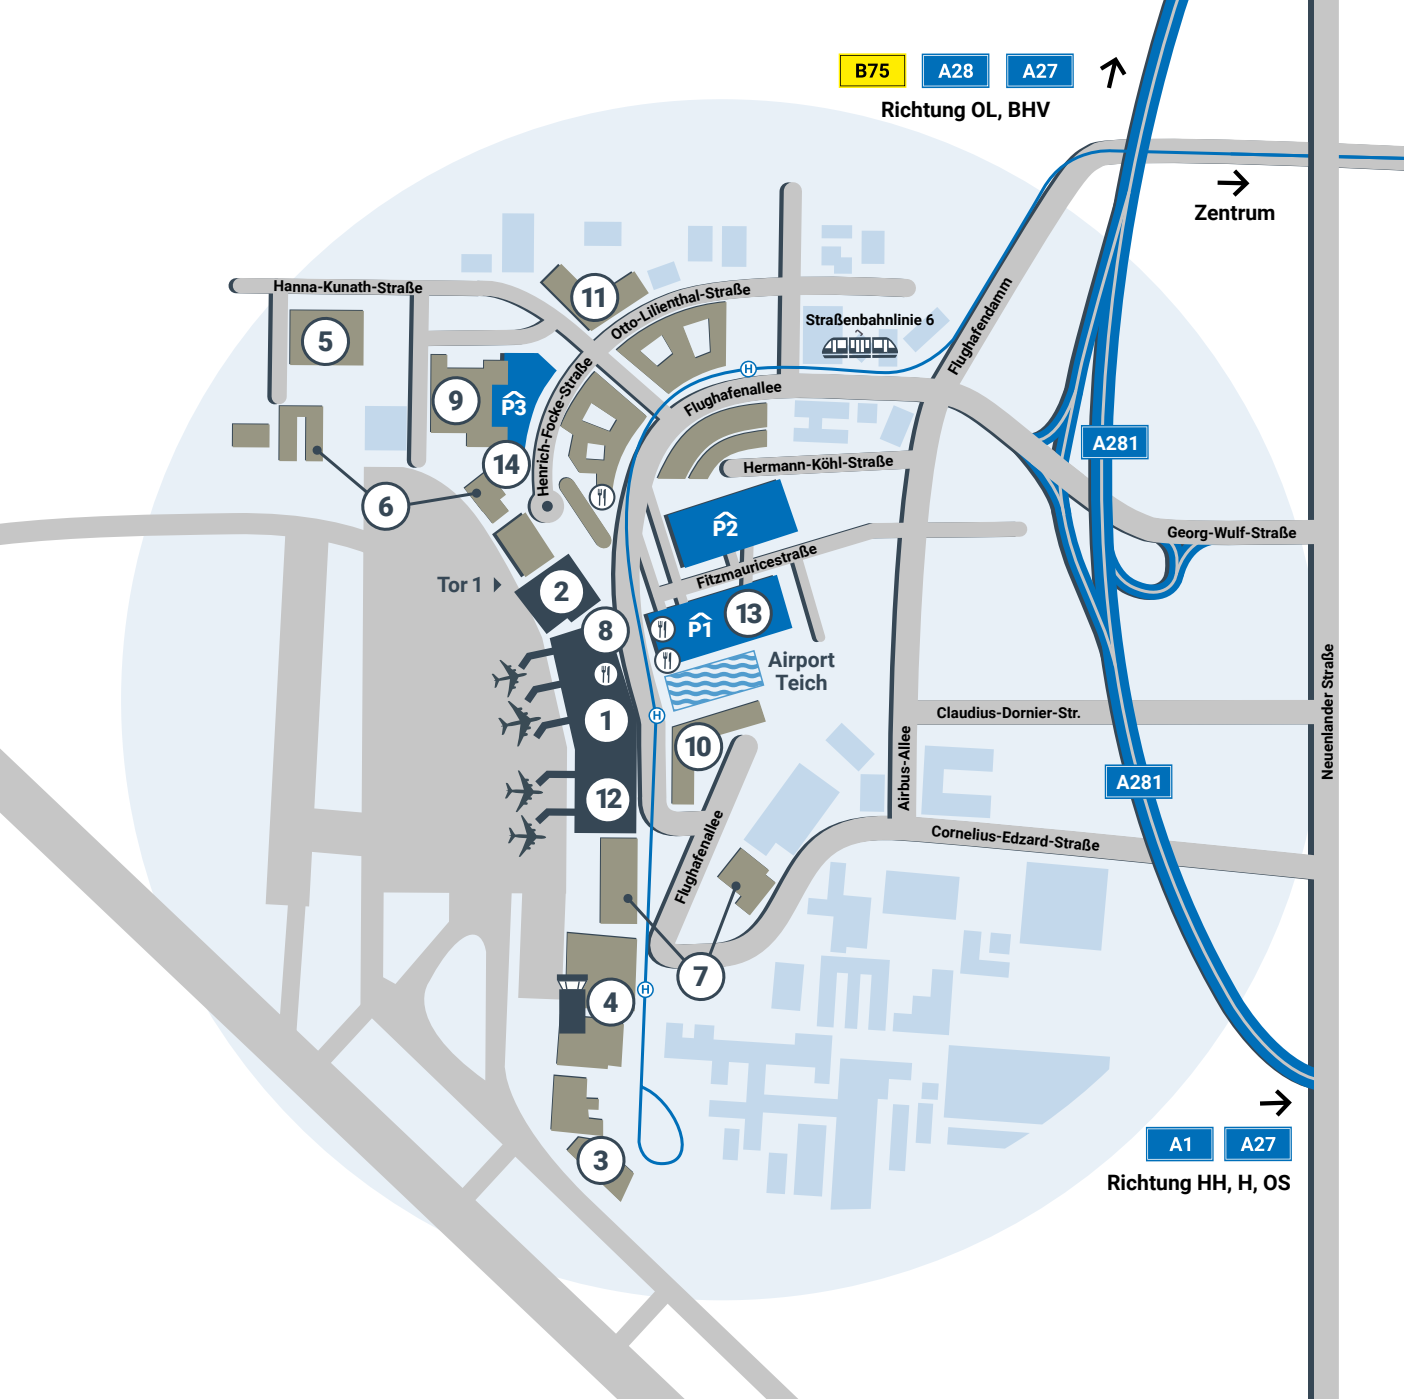 B75 A28 A27
Richtung OL, BHV
Zentrum
Hanna-Kunath-Straße
11
Otto-Lilienthal-Straße
Straßenbahnlinie 6
Flughafendamm
5
H
9
P3
Henrich-Focke-Straße
Flughafenallee
A281
14
Hermann-Köhl-Straße
6
P2
Georg-Wulf-Straße
Fitzmauricestraße
Tor 1
2
8
P1
13
Airport
Teich
Neuenlander Straße
1
H
Claudius-Dornier-Str.
10
Airbus-Allee
A281
12
Cornelius-Edzard-Straße
Flughafenallee
7
4
H
3
A1 A27
Richtung HH, H, OS